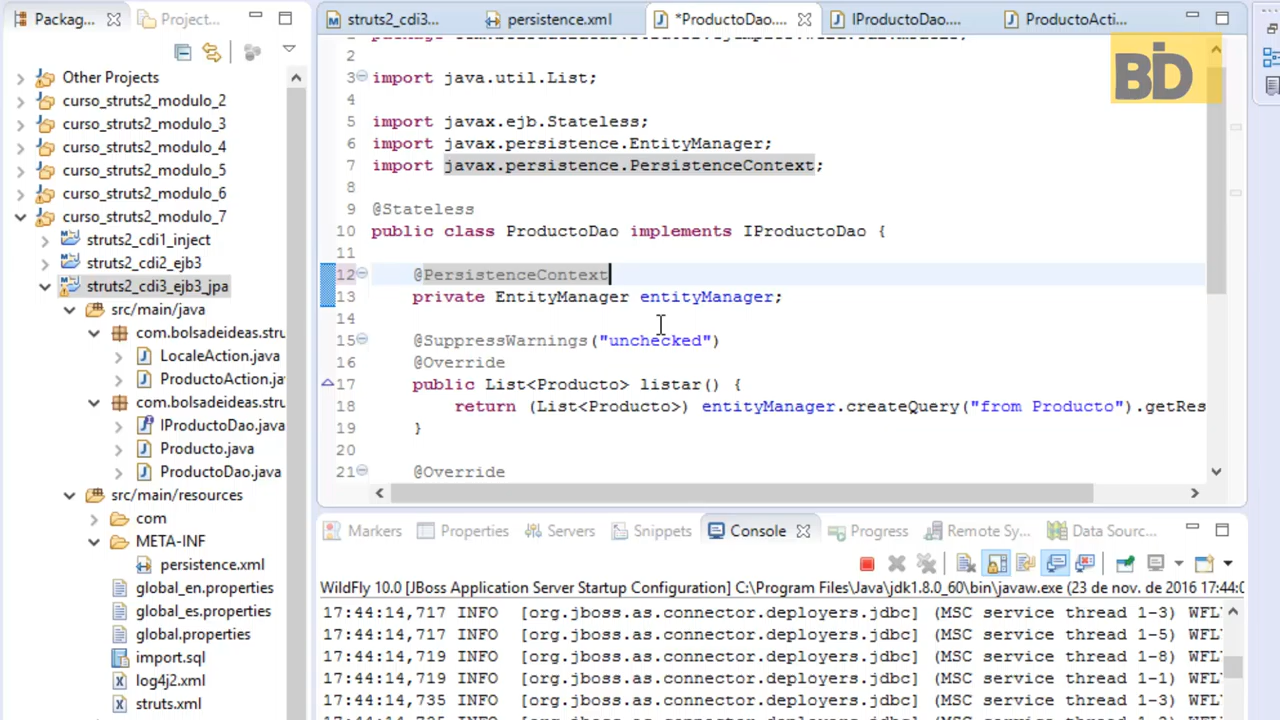 Packag...
Project...
struts2_cdi3...
persistence.xml
*ProductoDao....
IProductoDao....
ProductoActi...
BID
Other Projects
curso_struts2_modulo_2
curso_struts2_modulo_3
curso_struts2_modulo_4
curso_struts2_modulo_5
curso_struts2_modulo_6
curso_struts2_modulo_7
struts2_cdi1_inject
struts2_cdi2_ejb3
struts2_cdi3_ejb3_jpa
src/main/java
com.bolsadeideas.stru
LocaleAction.java
ProductoAction.ja
com.bolsadeideas.stru
IProductoDao.java
Producto.java
ProductoDao.java
src/main/resources
com
META-INF
persistence.xml
global_en.properties
global_es.properties
global.properties
import.sql
log4j2.xml
struts.xml
2
3 import java.util.List;
4
5 import javax.ejb.Stateless;
6 import javax.persistence.EntityManager;
7 import javax.persistence.PersistenceContext;
8
9 @Stateless
10 public class ProductoDao implements IProductoDao {
11
12 @PersistenceContext
13 private EntityManager entityManager;
14
15 @SuppressWarnings("unchecked")
16 @Override
17 public List<Producto> listar() {
18 return (List<Producto>) entityManager.createQuery("from Producto").getRes
19 }
20
21 @Override
Markers
Properties
Servers
Snippets
Console
Progress
Remote Sy...
Data Sourc...
WildFly 10.0 [JBoss Application Server Startup Configuration] C:\Program Files\Java\jdk1.8.0_60\bin\javaw.exe (23 de nov. de 2016 17:44:0
17:44:14,717 INFO [org.jboss.as.connector.deployers.jdbc] (MSC service thread 1-3) WFL
17:44:14,717 INFO [org.jboss.as.connector.deployers.jdbc] (MSC service thread 1-5) WFL
17:44:14,719 INFO [org.jboss.as.connector.deployers.jdbc] (MSC service thread 1-8) WFL
17:44:14,719 INFO [org.jboss.as.connector.deployers.jdbc] (MSC service thread 1-1) WFL
17:44:14,735 INFO [org.jboss.as.connector.deployers.jdbc] (MSC service thread 1-3) WFL